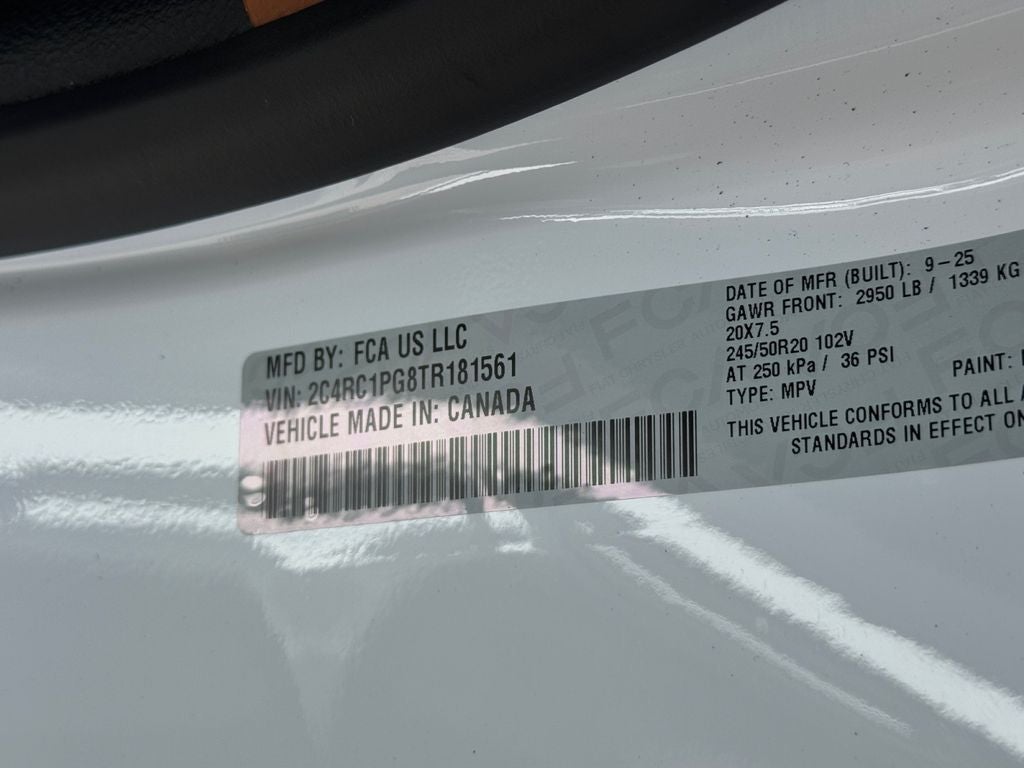 MFD BY: FCA US LLC
VIN: 2C4RC1PG8TR181561
VEHICLE MADE IN: CANADA
DATE OF MFR (BUILT): 9-25
GAWR FRONT: 2950 LB / 1339 KG
20X7.5
245/50R20 102V
AT 250 kPa / 36 PSI
TYPE: MPV
PAINT:
THIS VEHICLE CONFORMS TO ALL A
STANDARDS IN EFFECT ON